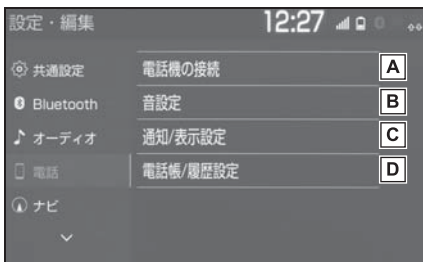 設定・編集 12:27
共通設定
電話機の接続 A
Bluetooth
音設定 B
オーディオ
通知/表示設定 C
電話
電話帳/履歴設定 D
ナビ